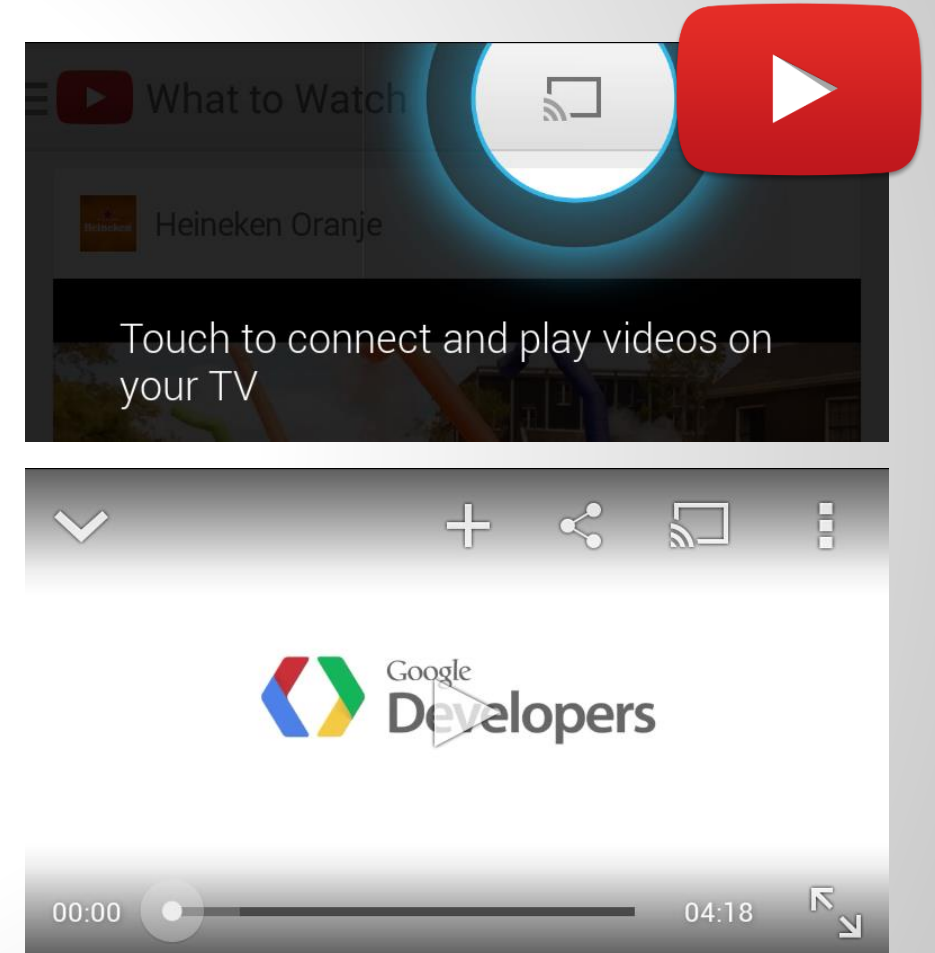 What to Watch
Heineken
Heineken Oranje
Touch to connect and play videos on
your TV
Google
Developers
00:00
04:18